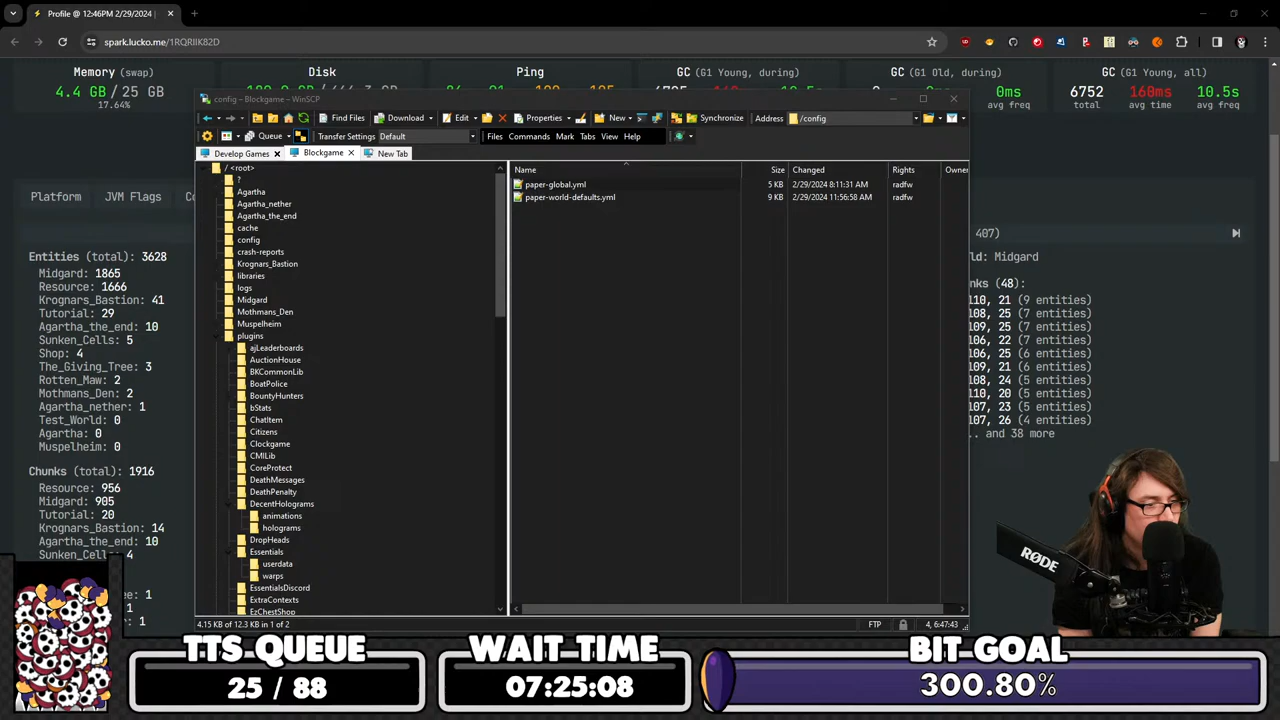 Profile @ 12:46PM 2/29/2024 |
spark.lucko.me/1RQRIIK82D
Memory (swap)
4.4 GB / 25 GB
17.64%
Disk
Ping
GC (G1 Young, during)
GC (G1 Old, during)
0ms
avg freq
GC (G1 Young, all)
6752 160ms 10.5s
total avg time avg freq
config – Blockgame – WinSCP
Find Files Download Edit Properties New Synchronize Address /config
Queue Transfer Settings Default Files Commands Mark Tabs View Help
Develop Games Blockgame New Tab
/ <root>
?
Agartha
Agartha_nether
Agartha_the_end
cache
config
crash-reports
Krognars_Bastion
libraries
logs
Midgard
Mothmans_Den
Muspelheim
plugins
ajLeaderboards
AuctionHouse
BKCommonLib
BoatPolice
BountyHunters
bStats
ChatItem
Citizens
Clockgame
CMILib
CoreProtect
DeathMessages
DeathPenalty
DecentHolograms
animations
holograms
DropHeads
Essentials
userdata
warps
EssentialsDiscord
ExtraContexts
EzChestShop
Name Size Changed Rights Owner
paper-global.yml 5 KB 2/29/2024 8:11:31 AM radfw
paper-world-defaults.yml 9 KB 2/29/2024 11:56:58 AM radfw
4.15 KB of 12.3 KB in 1 of 2
FTP
4, 6:47:43
Platform JVM Flags
Entities (total): 3628
Midgard: 1865
Resource: 1666
Krognars_Bastion: 41
Tutorial: 29
Agartha_the_end: 10
Sunken_Cells: 5
Shop: 4
The_Giving_Tree: 3
Rotten_Maw: 2
Mothmans_Den: 2
Agartha_nether: 1
Test_World: 0
Agartha: 0
Muspelheim: 0
Chunks (total): 1916
Resource: 956
Midgard: 905
Tutorial: 20
Krognars_Bastion: 14
Agartha_the_end: 10
Sunken_Cells: 4
407)
ld: Midgard
nks (48):
110, 21 (9 entities)
108, 25 (7 entities)
109, 25 (7 entities)
106, 22 (7 entities)
106, 25 (6 entities)
109, 21 (6 entities)
108, 24 (5 entities)
110, 20 (5 entities)
107, 23 (5 entities)
107, 26 (4 entities)
.. and 38 more
RØDE
TTS QUEUE
25 / 88
WAIT TIME
07:25:08
BIT GOAL
300.80%